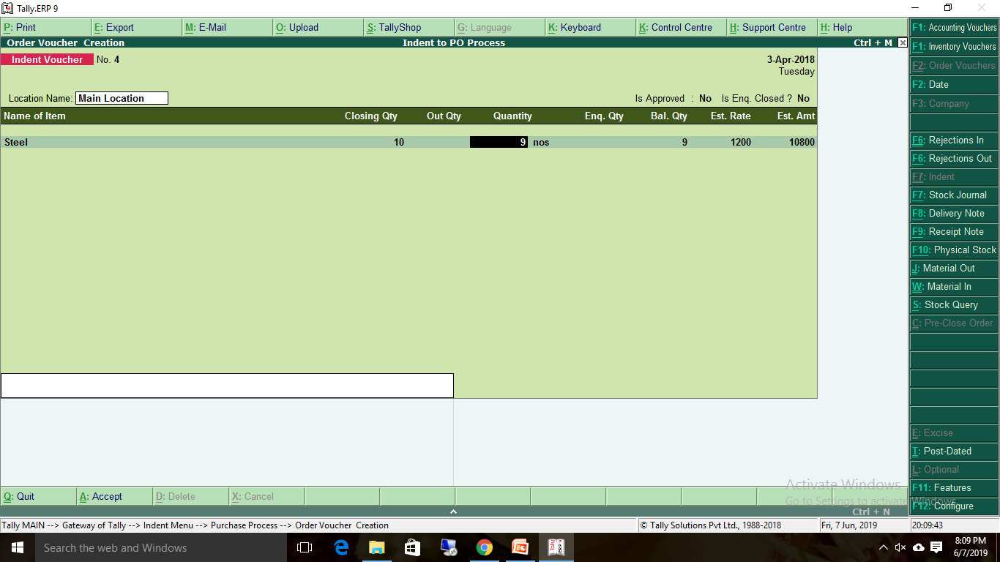 Tally.ERP 9
P: Print E: Export M: E-Mail O: Upload S: TallyShop G: Language K: Keyboard K: Control Centre H: Support Centre H: Help
Order Voucher Creation Indent to PO Process Ctrl + M
Indent Voucher No. 4 3-Apr-2018
Tuesday
Location Name: Main Location Is Approved : No Is Enq. Closed ? No
Name of Item Closing Qty Out Qty Quantity Enq. Qty Bal. Qty Est. Rate Est. Amt
Steel 10 9 nos 9 1200 10800
F1: Accounting Vouchers
F1: Inventory Vouchers
F2: Order Vouchers
F2: Date
F3: Company
F6: Rejections In
F6: Rejections Out
F7: Indent
F7: Stock Journal
F8: Delivery Note
F9: Receipt Note
F10: Physical Stock
J: Material Out
W: Material In
S: Stock Query
C: Pre-Close Order
E: Excise
T: Post-Dated
L: Optional
F11: Features
F12: Configure
Activate Windows
Go to Settings to activate Windows.
Q: Quit A: Accept D: Delete X: Cancel
Ctrl + N
Tally MAIN --> Gateway of Tally --> Indent Menu --> Purchase Process --> Order Voucher Creation © Tally Solutions Pvt Ltd., 1988-2018 Fri, 7 Jun, 2019 20:09:43
Search the web and Windows
Tally ERP 9
8:09 PM
6/7/2019